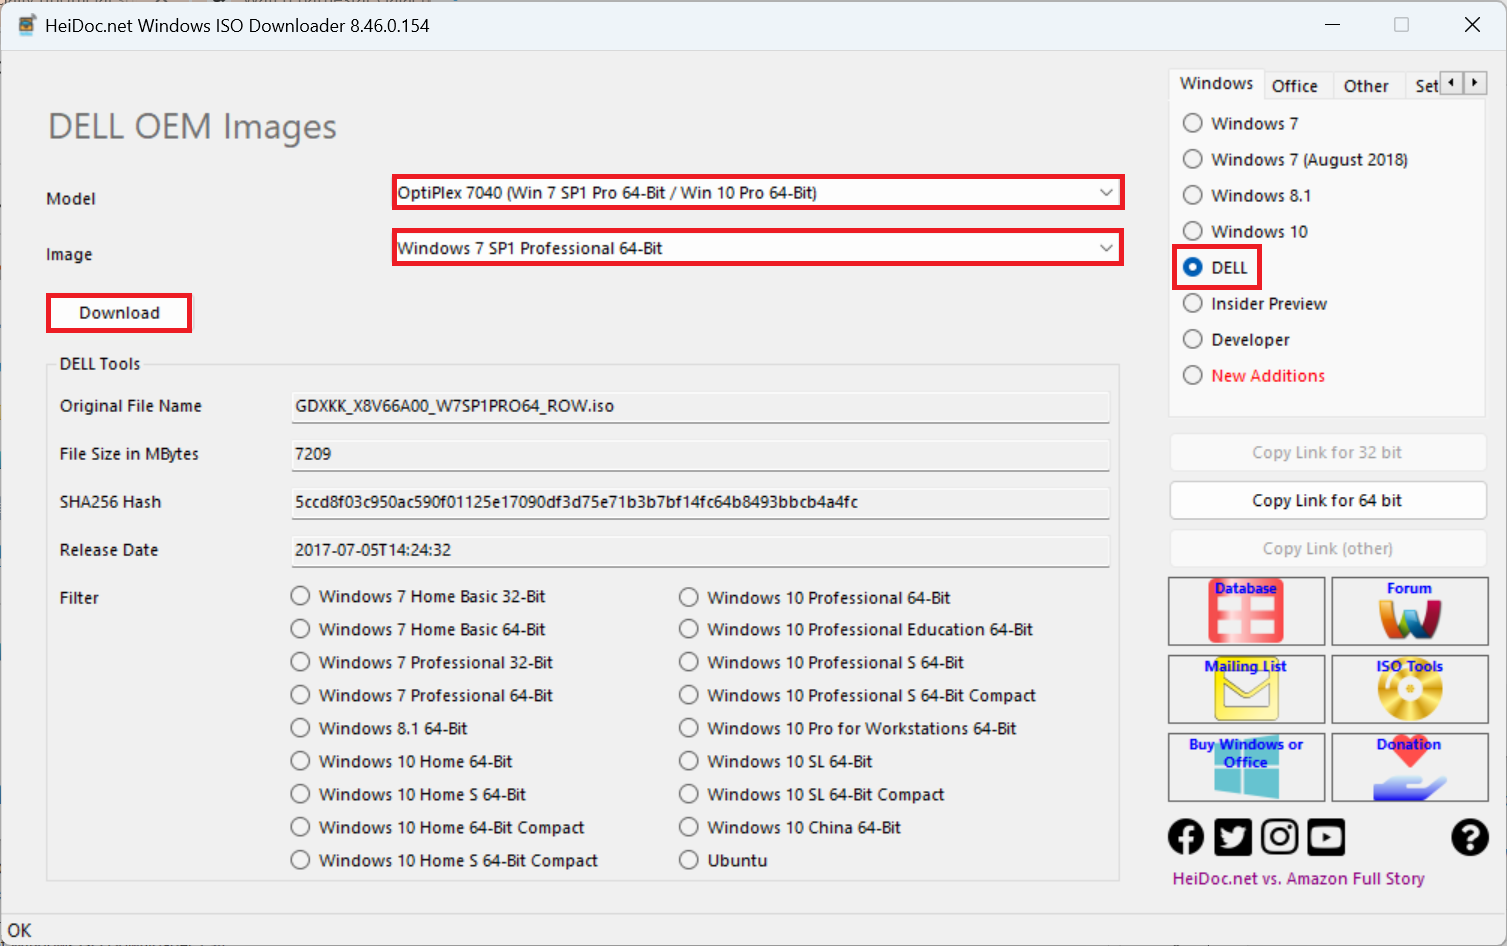 HeiDoc.net Windows ISO Downloader 8.46.0.154
DELL OEM Images
Model
OptiPlex 7040 (Win 7 SP1 Pro 64-Bit / Win 10 Pro 64-Bit)
Image
Windows 7 SP1 Professional 64-Bit
Download
DELL Tools
Original File Name
GDXKK_X8V66A00_W7SP1PRO64_ROW.iso
File Size in MBytes
7209
SHA256 Hash
5ccd8f03c950ac590f01125e17090df3d75e71b3b7bf14fc64b8493bbcb4a4fc
Release Date
2017-07-05T14:24:32
Filter
Windows 7 Home Basic 32-Bit
Windows 7 Home Basic 64-Bit
Windows 7 Professional 32-Bit
Windows 7 Professional 64-Bit
Windows 8.1 64-Bit
Windows 10 Home 64-Bit
Windows 10 Home S 64-Bit
Windows 10 Home 64-Bit Compact
Windows 10 Home S 64-Bit Compact
Windows 10 Professional 64-Bit
Windows 10 Professional Education 64-Bit
Windows 10 Professional S 64-Bit
Windows 10 Professional S 64-Bit Compact
Windows 10 Pro for Workstations 64-Bit
Windows 10 SL 64-Bit
Windows 10 SL 64-Bit Compact
Windows 10 China 64-Bit
Ubuntu
Windows
Office
Other
Set
Windows 7
Windows 7 (August 2018)
Windows 8.1
Windows 10
DELL
Insider Preview
Developer
New Additions
Copy Link for 32 bit
Copy Link for 64 bit
Copy Link (other)
Database
Forum
Mailing List
ISO Tools
Buy Windows or
Office
Donation
HeiDoc.net vs. Amazon Full Story
OK